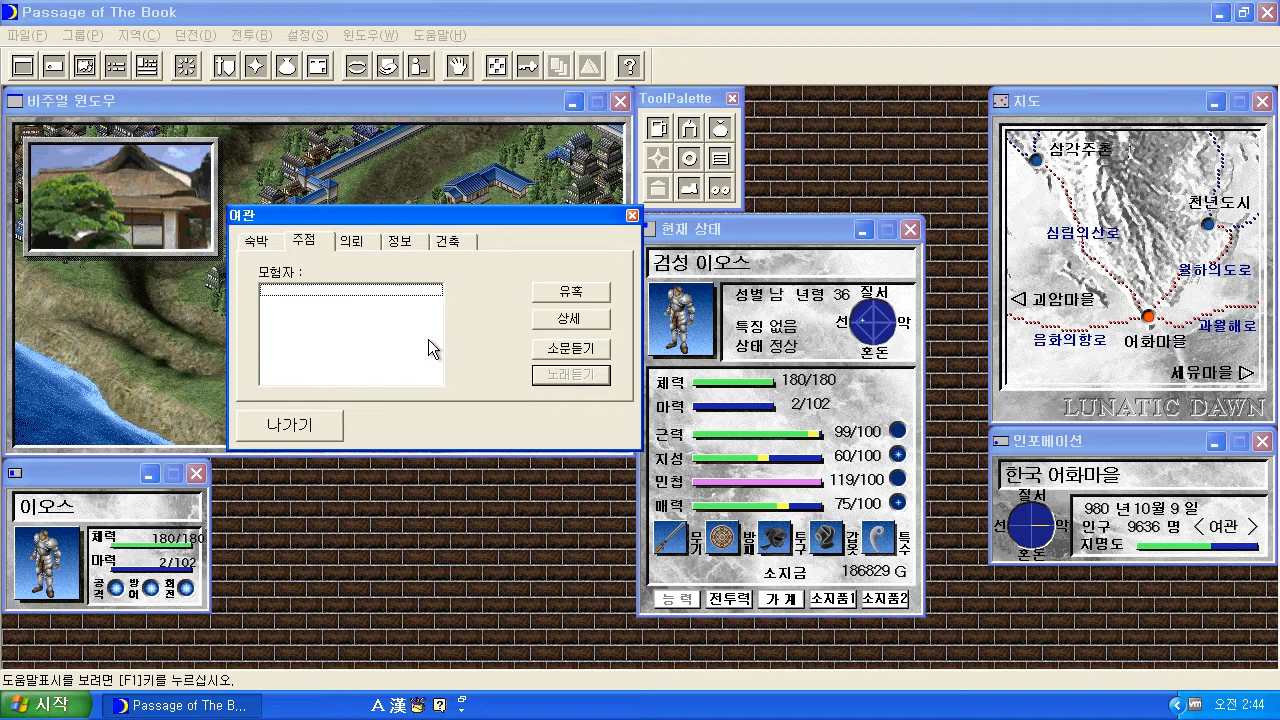 Passage of The Book
파일(F) 그룹(P) 지역(C) 던전(D) 전투(B) 설정(S) 윈도우(W) 도움말(H)
비주얼 윈도우
ToolPalette
지도
삼각주촌
천년도시
심림의산로
월하의도로
괴암마을
과월해로
음화의항로
어화마을
세유마을
LUNATIC DAWN
여관
숙박 주점 의뢰 정보 건축
모험자 :
유혹
상세
소문듣기
노래듣기
나가기
현재 상태
검성 이오스
성별 남 년령 36
특징 없음
상태 정상
질서
선 악
혼돈
체력 180/180
마력 2/102
근력 99/100
지성 60/100
민첩 119/100
매력 75/100
무기 방패 투구 갑옷 특수
소지금 186829 G
능력 전투력 가계 소지품1 소지품2
인포메이션
한국 어화마을
질서
선 악
혼돈
980 년 10월 9 일
인구 9636 명 < 여관 >
지명도
이오스
체력 180/180
마력 2/102
공격 방어 회전
도움말표시를 보려면 [F1]키를 누르십시오.
시작
Passage of The B...
A 漢
오전 2:44